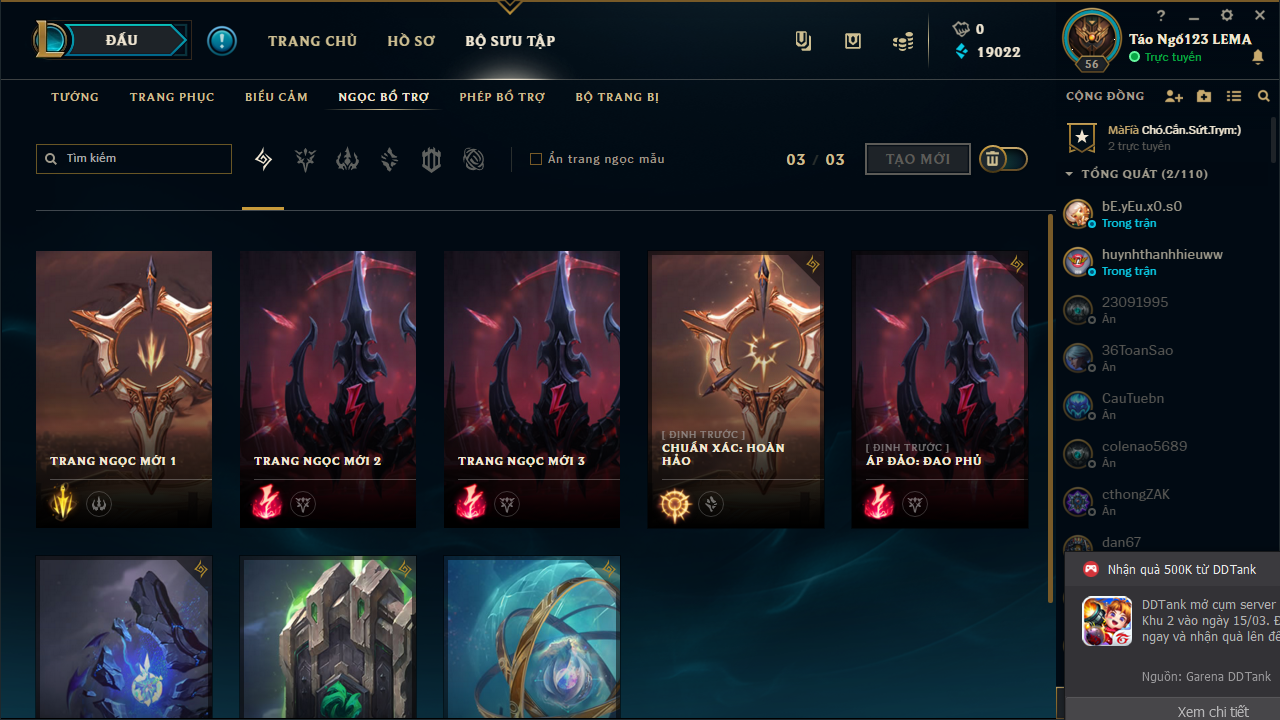 ĐẤU
TRANG CHỦ
HỒ SƠ
BỘ SƯU TẬP
0
19022
56
Táo Ngố123 LEMA
Trực tuyến
TƯỚNG
TRANG PHỤC
BIỂU CẢM
NGỌC BỔ TRỢ
PHÉP BỔ TRỢ
BỘ TRANG BỊ
CỘNG ĐỒNG
Tìm kiếm
Ẩn trang ngọc mẫu
03 / 03
TẠO MỚI
MàFíà Chó.Cắn.Sứt.Trym:)
2 trực tuyến
TỔNG QUÁT (2/110)
bE.yEu.x0.s0
Trong trận
huynhthanhhieuww
Trong trận
23091995
Ẩn
36ToanSao
Ẩn
CauTuebn
Ẩn
colenao5689
Ẩn
cthongZAK
Ẩn
dan67
TRANG NGỌC MỚI 1
TRANG NGỌC MỚI 2
TRANG NGỌC MỚI 3
[ ĐỊNH TRƯỚC ]
CHUẨN XÁC: HOÀN
HẢO
[ ĐỊNH TRƯỚC ]
ÁP ĐẢO: ĐAO PHỦ
Nhận quà 500K từ DDTank
DDTank mở cụm server
Khu 2 vào ngày 15/03. Đ
ngay và nhận quà lên đế
Nguồn: Garena DDTank
Xem chi tiết